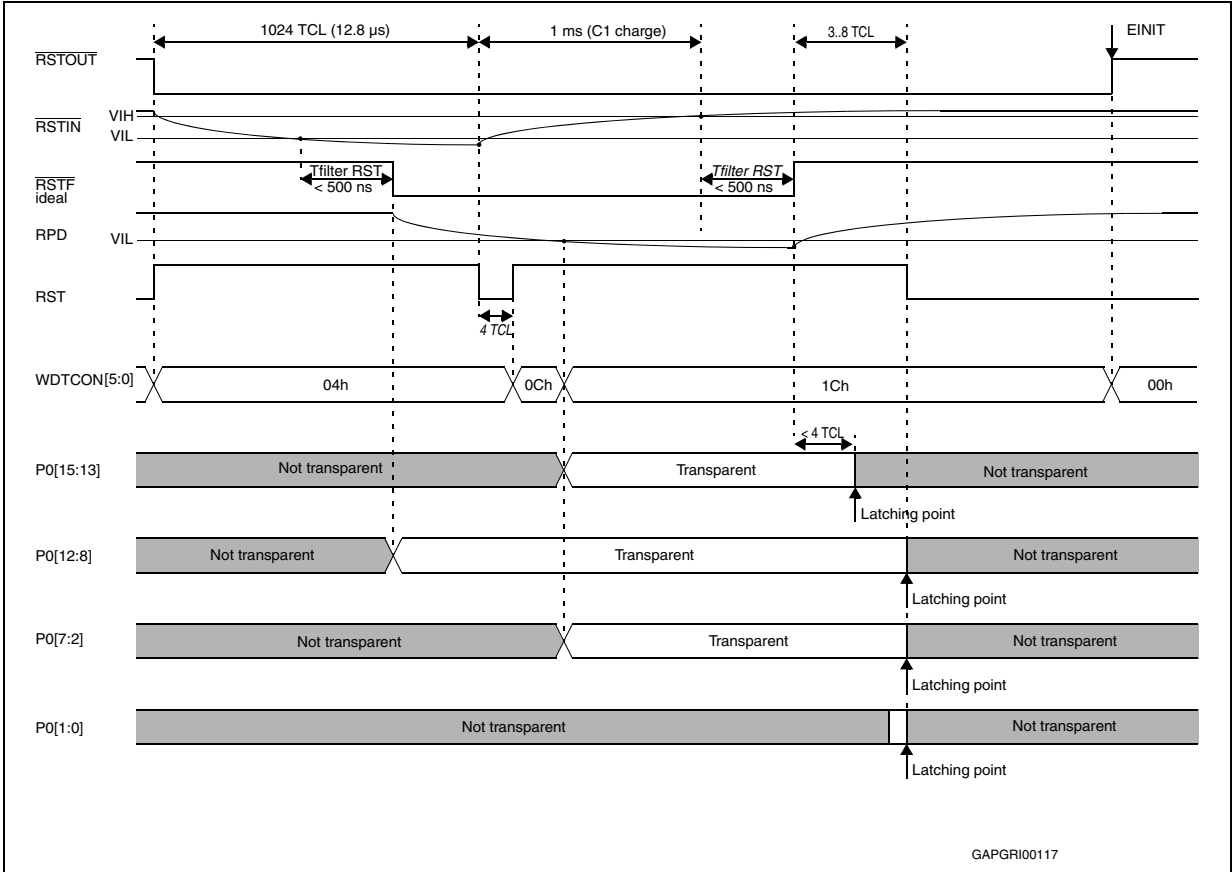 1024 TCL (12.8 µs)
1 ms (C1 charge)
3..8 TCL
EINIT
RSTOUT
RSTIN
VIH
VIL
RSTF
ideal
Tfilter RST
< 500 ns
Tfilter RST
< 500 ns
RPD
VIL
RST
4 TCL
WDTCON[5:0]
04h
0Ch
1Ch
00h
< 4 TCL
P0[15:13]
Not transparent
Transparent
Not transparent
Latching point
P0[12:8]
Not transparent
Transparent
Not transparent
Latching point
P0[7:2]
Not transparent
Transparent
Not transparent
Latching point
P0[1:0]
Not transparent
Not transparent
Latching point
GAPGRI00117